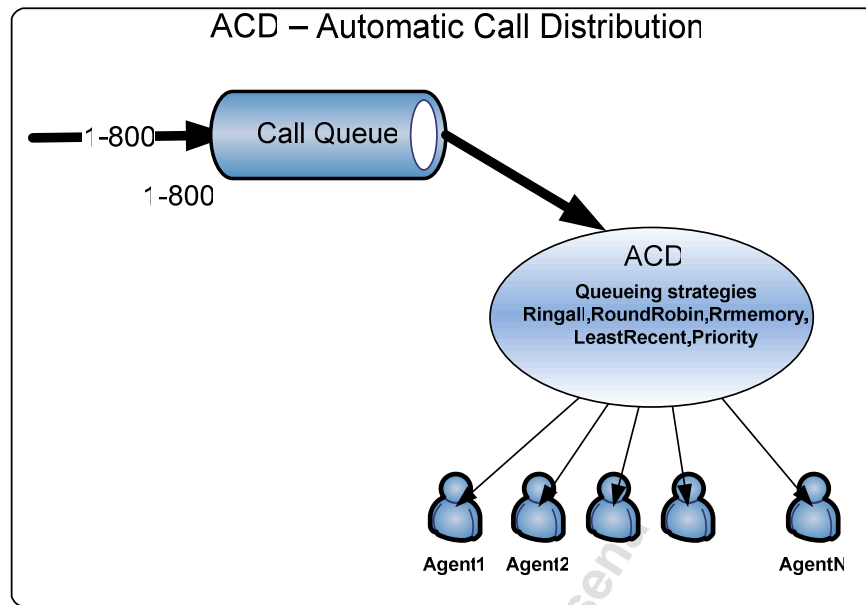 ACD – Automatic Call Distribution
1-800
Call Queue
1-800
ACD
Queueing strategies
Ringall,RoundRobin,Rrmemory,
LeastRecent,Priority
Agent1
Agent2
AgentN